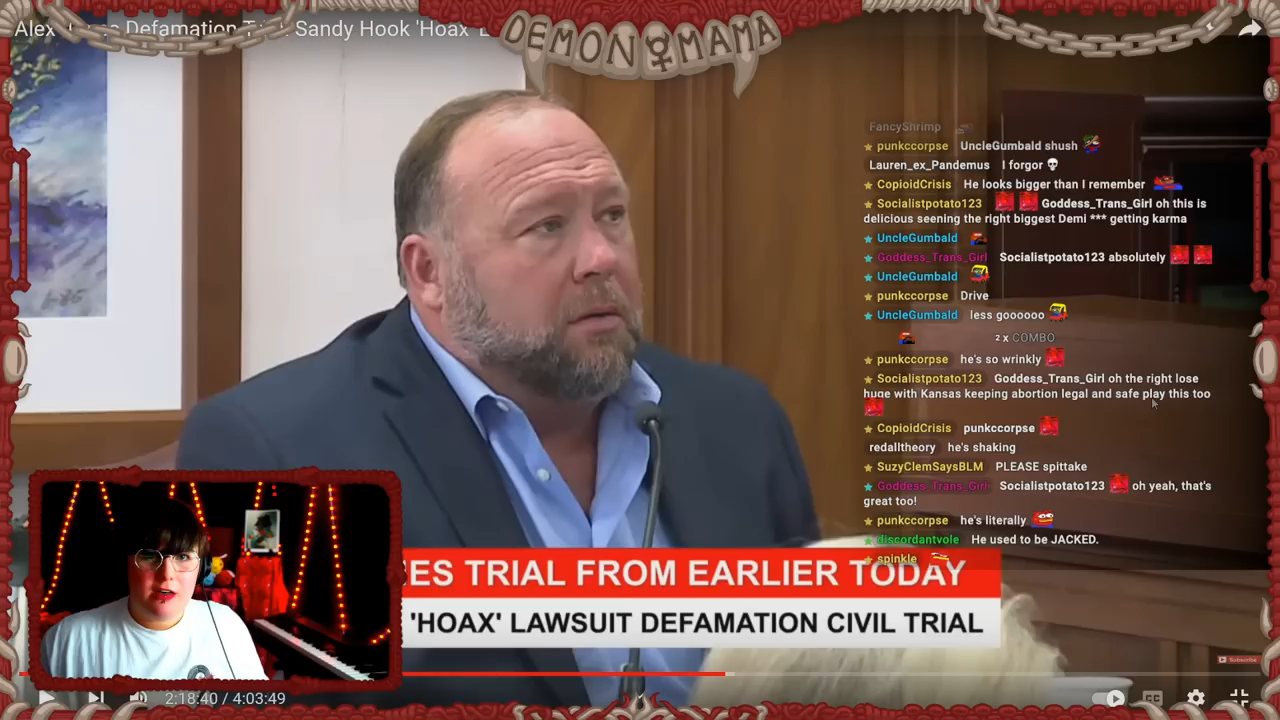 Alex Defamation Sandy Hook 'Hoax'
DEMON MAMA
FancyShrimp
punkccorpse UncleGumbald shush
Lauren_ex_Pandemus I forgor
CopioidCrisis He looks bigger than I remember
Socialistpotato123 Goddess_Trans_Girl oh this is
delicious seening the right biggest Demi *** getting karma
UncleGumbald
Goddess_Trans_Girl Socialistpotato123 absolutely
UncleGumbald
punkccorpse Drive
UncleGumbald less goooooo
2 x COMBO
punkccorpse he's so wrinkly
Socialistpotato123 Goddess_Trans_Girl oh the right lose
huge with Kansas keeping abortion legal and safe play this too
CopioidCrisis punkccorpse
redalltheory he's shaking
SuzyClemSaysBLM PLEASE spittake
Goddess_Trans_Girl Socialistpotato123 oh yeah, that's
great too!
punkccorpse he's literally
discordantvole He used to be JACKED.
spinkle
ES TRIAL FROM EARLIER TODAY
'HOAX' LAWSUIT DEFAMATION CIVIL TRIAL
Subscribe
2:18:40 / 4:03:49
CC